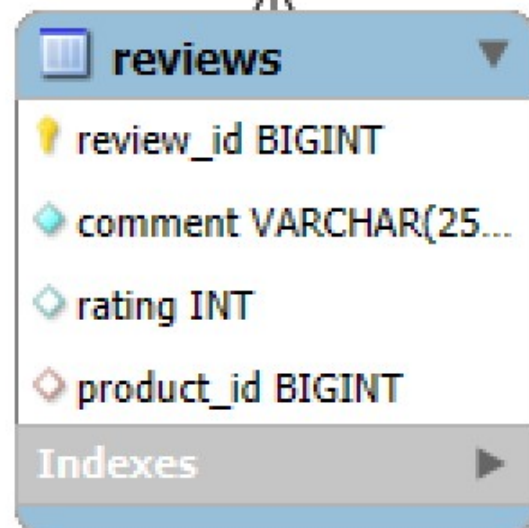 reviews
review_id BIGINT
comment VARCHAR(25...
rating INT
product_id BIGINT
Indexes